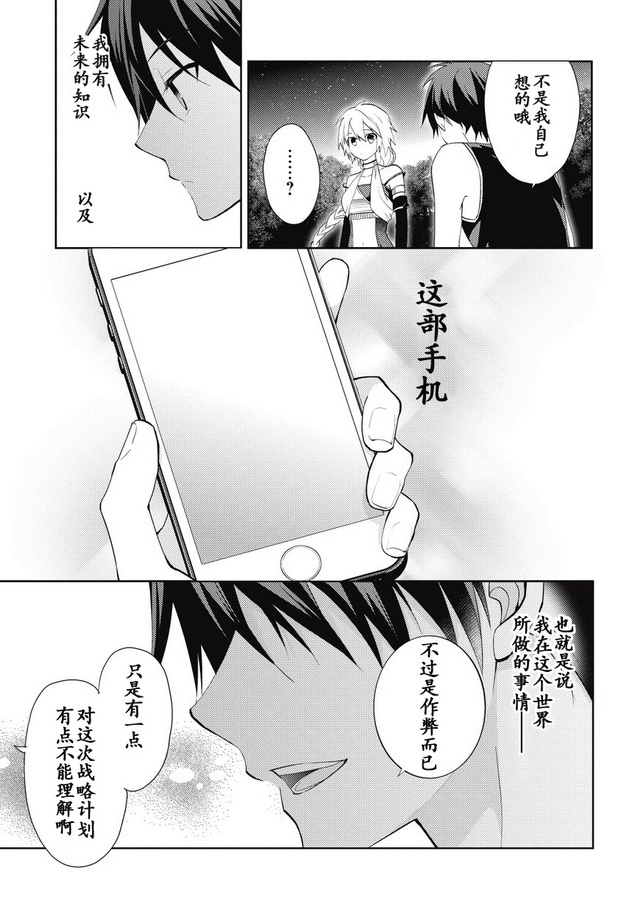 不是我自己
想的哦
……?
我拥有
未来的知识
以及
这部手机
也就是说
我在这个世界
所做的事情——
不过是作弊而已
只是有一点
对这次战略计划
有点不能理解啊